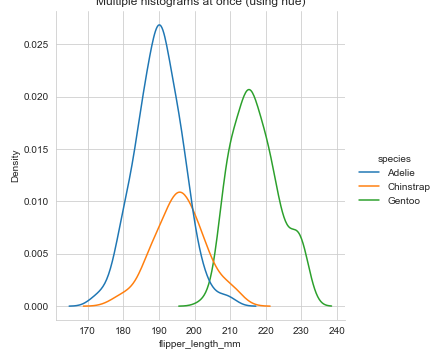 Multiple histograms at once (using hue)
0.025
0.020
0.015
0.010
0.005
0.000
Density
170 180 190 200 210 220 230 240
flipper_length_mm
species
Adelie
Chinstrap
Gentoo